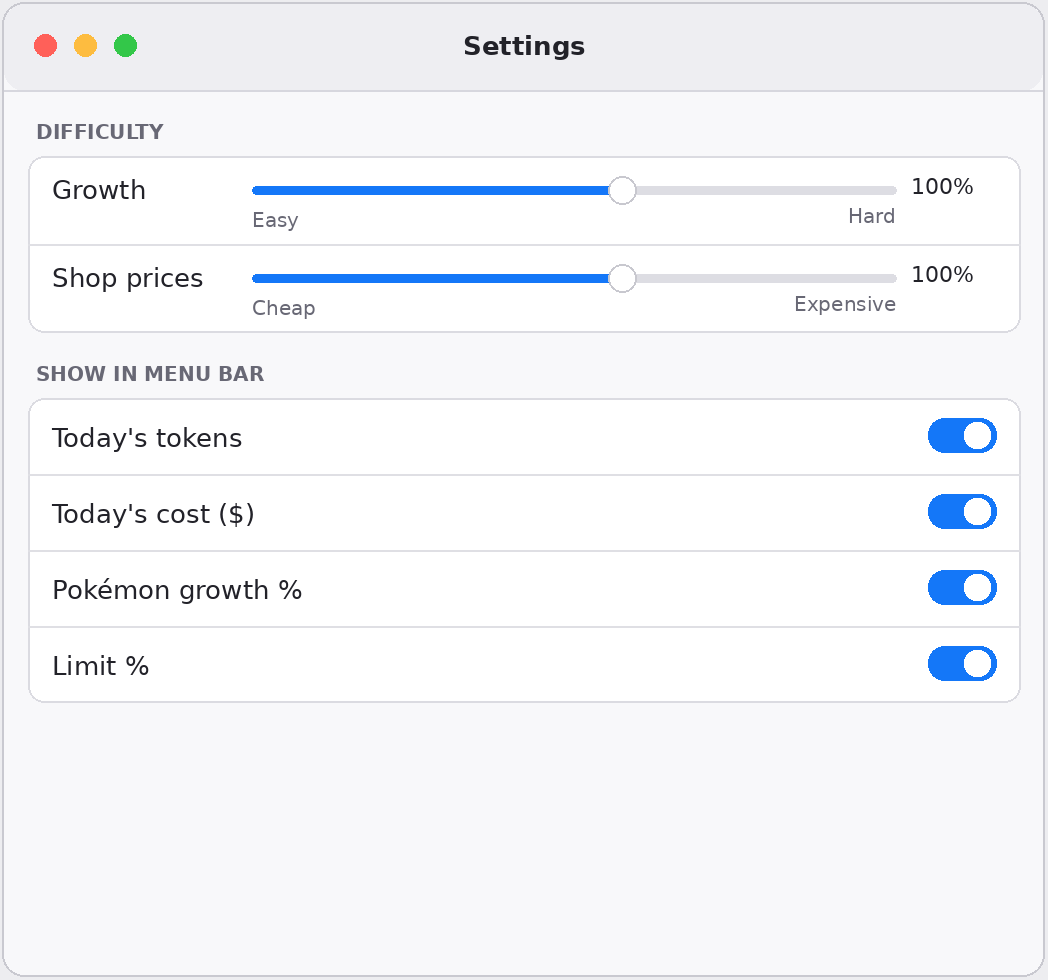 Settings
DIFFICULTY
Growth
100%
Easy
Hard
Shop prices
100%
Cheap
Expensive
SHOW IN MENU BAR
Today's tokens
Today's cost ($)
Pokémon growth %
Limit %